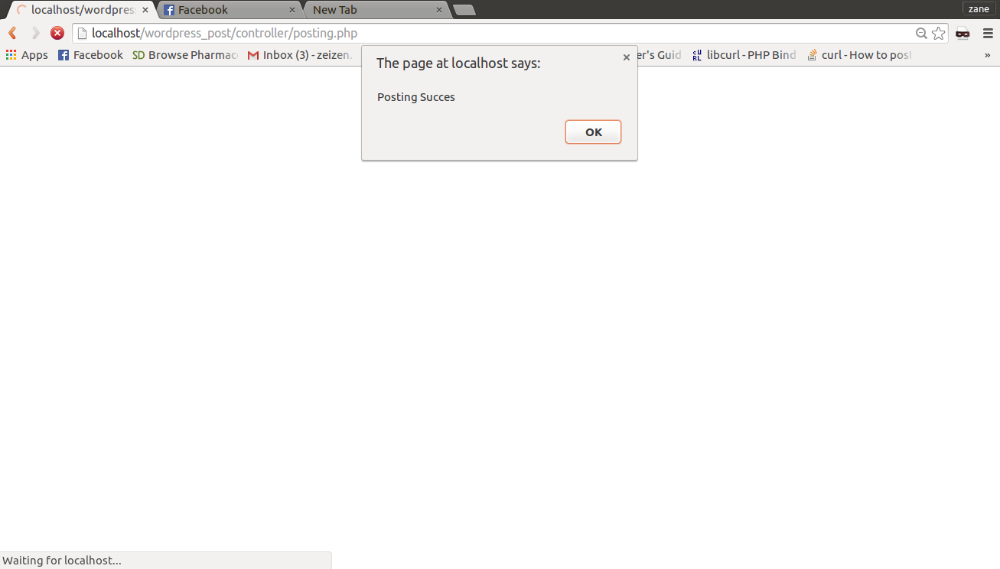 localhost/wordpres
Facebook
New Tab
zane
localhost/wordpress_post/controller/posting.php
Apps
Facebook
SD Browse Pharmac
Inbox (3) - zeizen.
er's Guid
cURL libcurl - PHP Bind
curl - How to post
»
The page at localhost says:
Posting Succes
OK
Waiting for localhost...